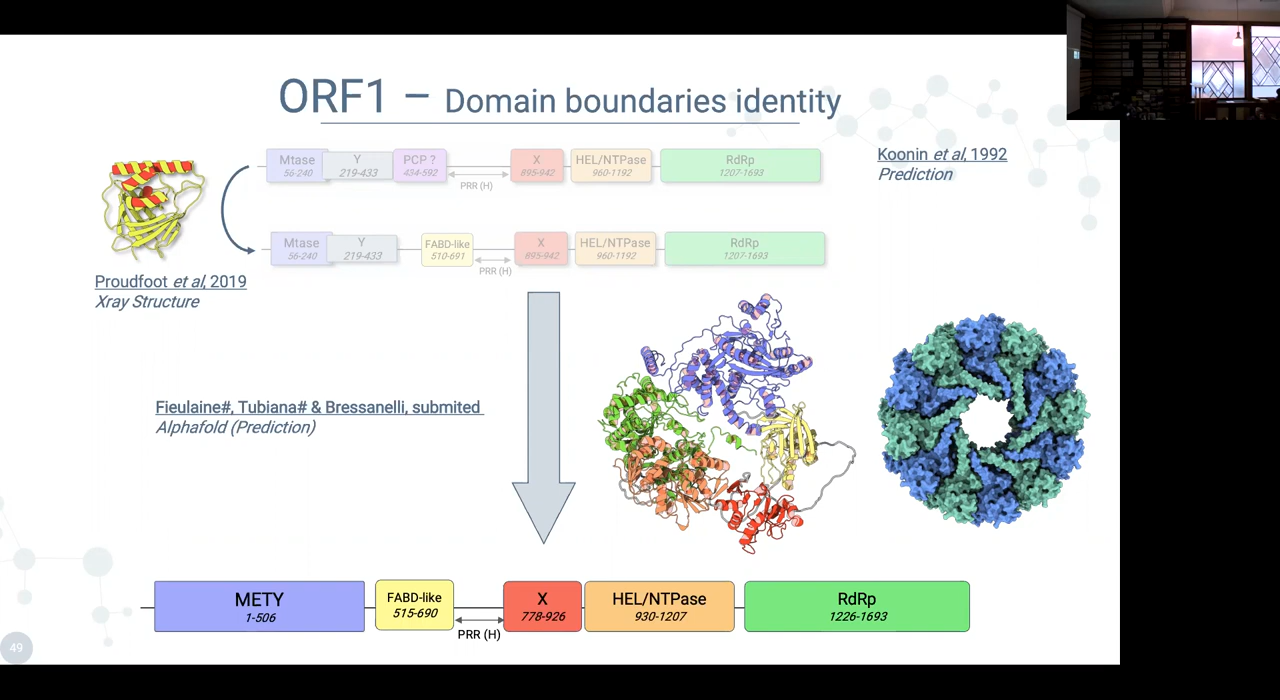 ORF1 – Domain boundaries identity
Mtase
56-240
Y
219-433
PCP ?
434-592
PRR (H)
X
895-942
HEL/NTPase
960-1192
RdRp
1207-1693
Koonin et al, 1992
Prediction
Mtase
56-240
Y
219-433
FABD-like
510-691
PRR (H)
X
895-942
HEL/NTPase
960-1192
RdRp
1207-1693
Proudfoot et al, 2019
Xray Structure
Fieulaine#, Tubiana# & Bressanelli, submited
Alphafold (Prediction)
METY
1-506
FABD-like
515-690
PRR (H)
X
778-926
HEL/NTPase
930-1207
RdRp
1226-1693
49